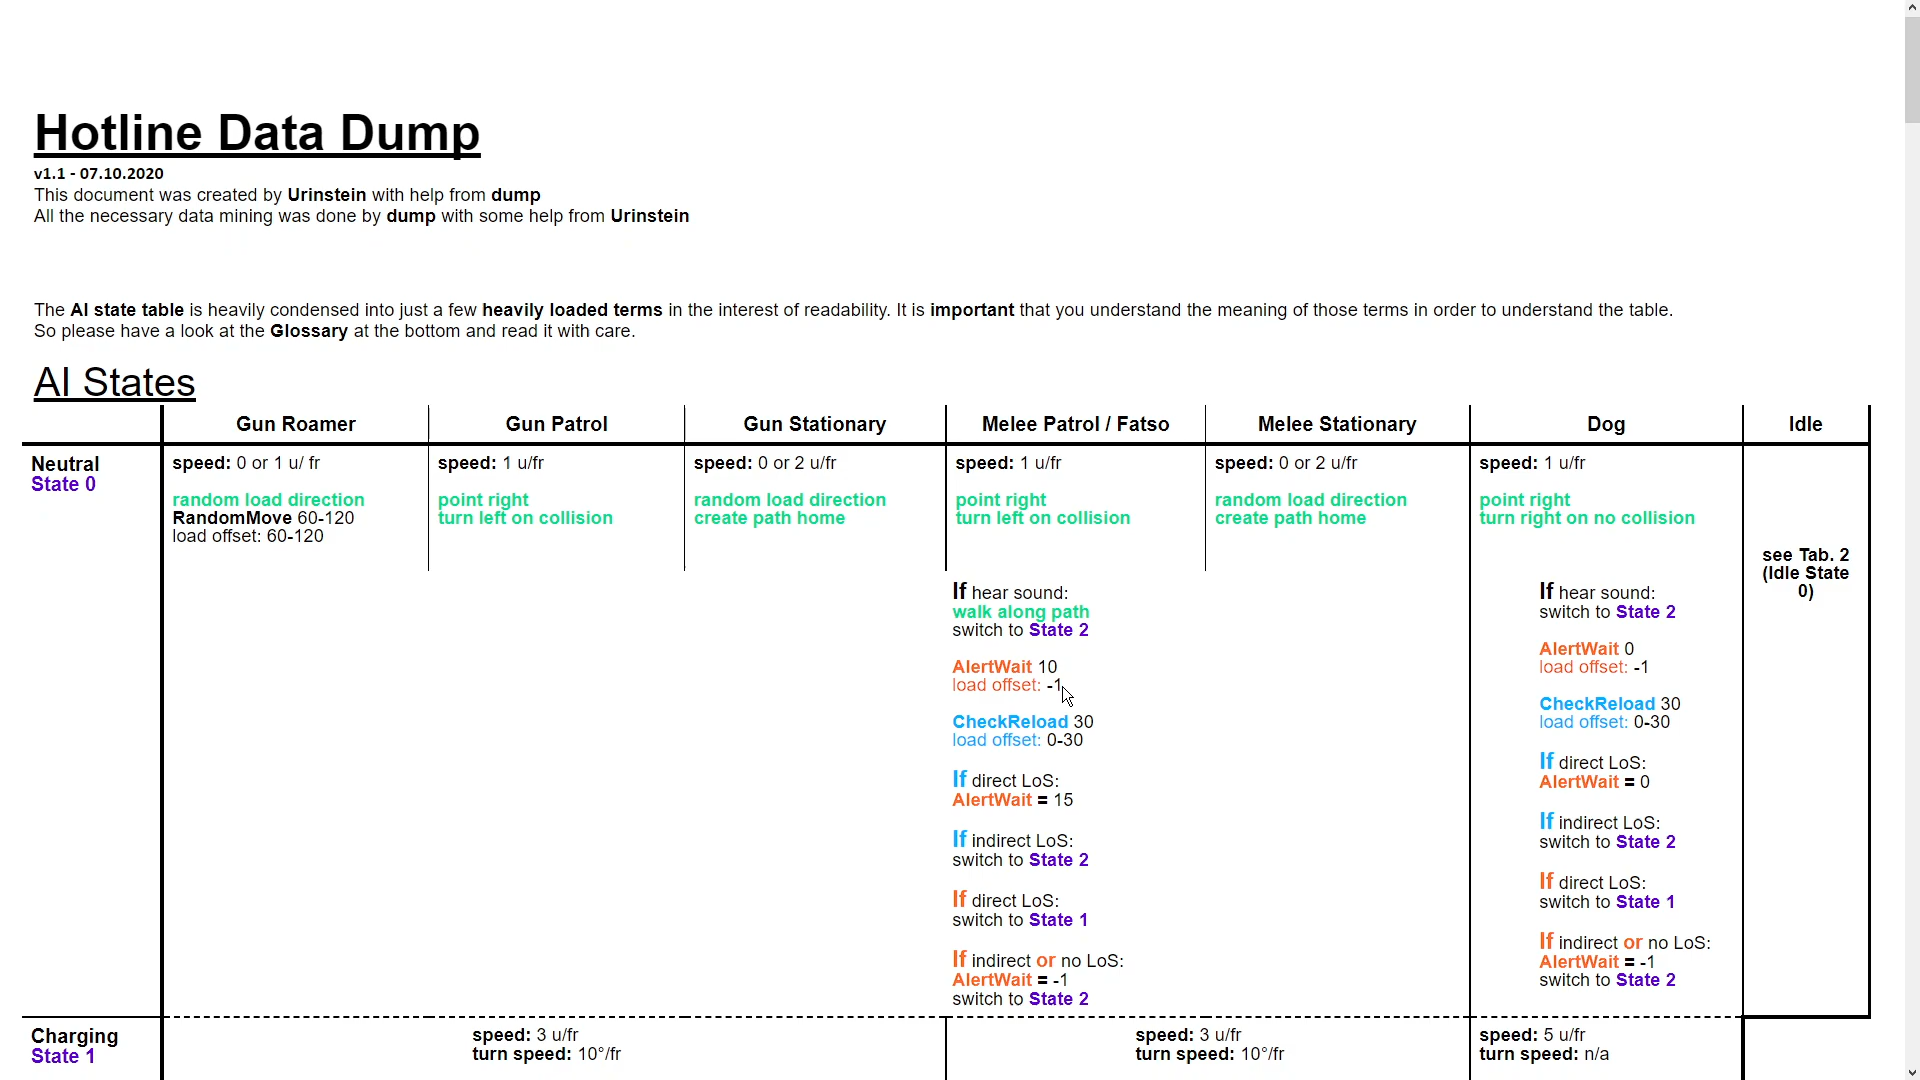 Hotline Data Dump
v1.1 - 07.10.2020
This document was created by Urinstein with help from dump
All the necessary data mining was done by dump with some help from Urinstein
The AI state table is heavily condensed into just a few heavily loaded terms in the interest of readability. It is important that you understand the meaning of those terms in order to understand the table.
So please have a look at the Glossary at the bottom and read it with care.
AI States
Gun Roamer
Gun Patrol
Gun Stationary
Melee Patrol / Fatso
Melee Stationary
Dog
Idle
Neutral
State 0
speed: 0 or 1 u/ fr
random load direction
RandomMove 60-120
load offset: 60-120
speed: 1 u/fr
point right
turn left on collision
speed: 0 or 2 u/fr
random load direction
create path home
speed: 1 u/fr
point right
turn left on collision
speed: 0 or 2 u/fr
random load direction
create path home
If hear sound:
walk along path
switch to State 2
AlertWait 10
load offset: -1
CheckReload 30
load offset: 0-30
If direct LoS:
AlertWait = 15
If indirect LoS:
switch to State 2
If direct LoS:
switch to State 1
If indirect or no LoS:
AlertWait = -1
switch to State 2
speed: 1 u/fr
point right
turn right on no collision
If hear sound:
switch to State 2
AlertWait 0
load offset: -1
CheckReload 30
load offset: 0-30
If direct LoS:
AlertWait = 0
If indirect LoS:
switch to State 2
If direct LoS:
switch to State 1
If indirect or no LoS:
AlertWait = -1
switch to State 2
see Tab. 2
(Idle State
0)
Charging
State 1
speed: 3 u/fr
turn speed: 10°/fr
speed: 3 u/fr
turn speed: 10°/fr
speed: 5 u/fr
turn speed: n/a